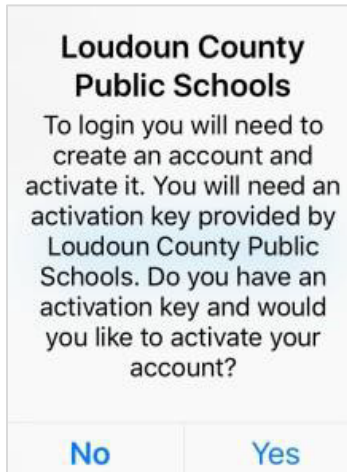 Loudoun County
Public Schools
To login you will need to
create an account and
activate it. You will need an
activation key provided by
Loudoun County Public
Schools. Do you have an
activation key and would
you like to activate your
account?
No Yes